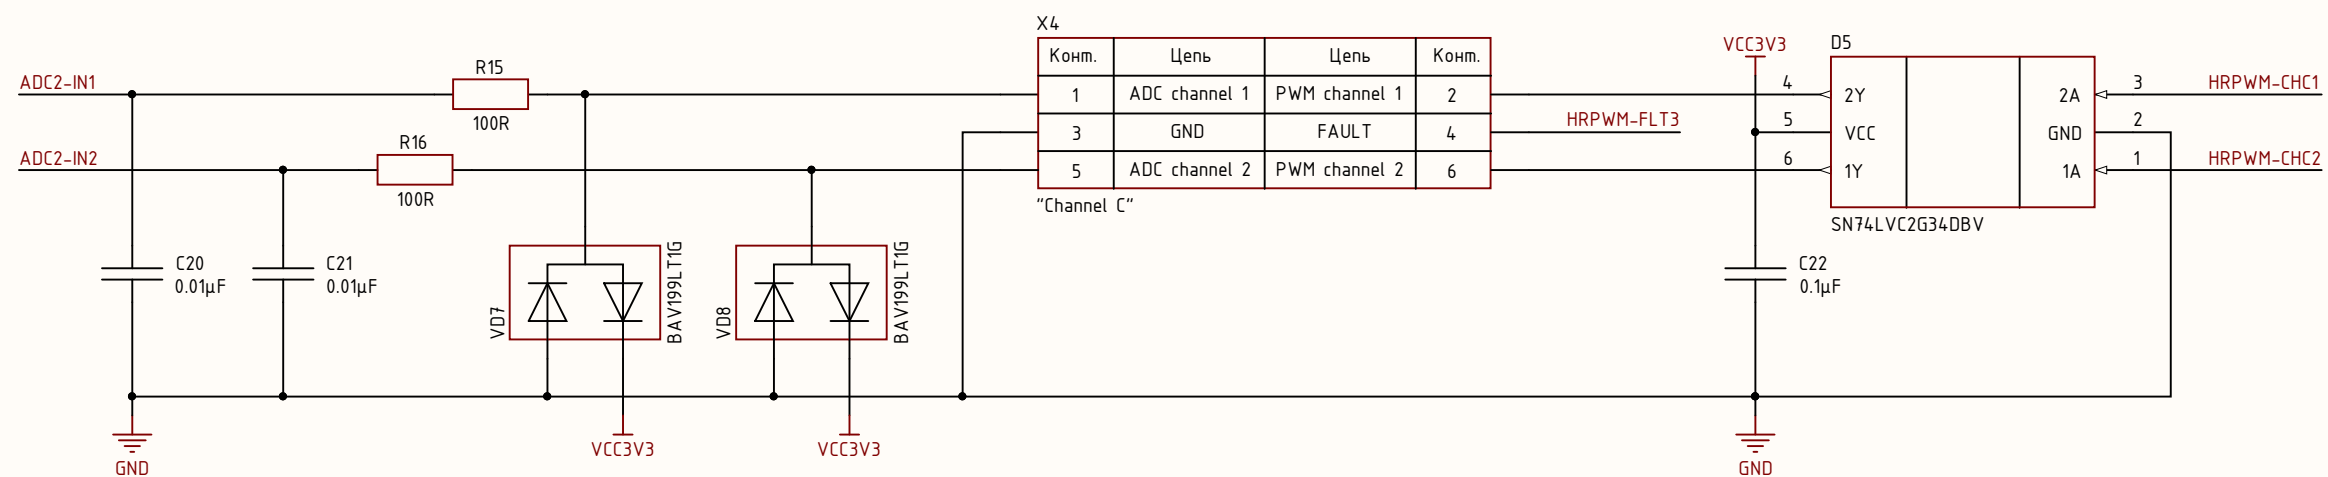 ADC2-IN1
R15
100R
ADC2-IN2
R16
100R
C20
0.01µF
C21
0.01µF
VD7
BAV199LT1G
VD8
BAV199LT1G
GND
VCC3V3
VCC3V3
X4
Конт. Цепь Цепь Конт.
1 ADC channel 1 PWM channel 1 2
3 GND FAULT 4
5 ADC channel 2 PWM channel 2 6
"Channel C"
HRPWM-FLT3
VCC3V3
D5
4 2Y 2A 3 HRPWM-CHC1
5 VCC GND 2
6 1Y 1A 1 HRPWM-CHC2
SN74LVC2G34DBV
C22
0.1µF
GND